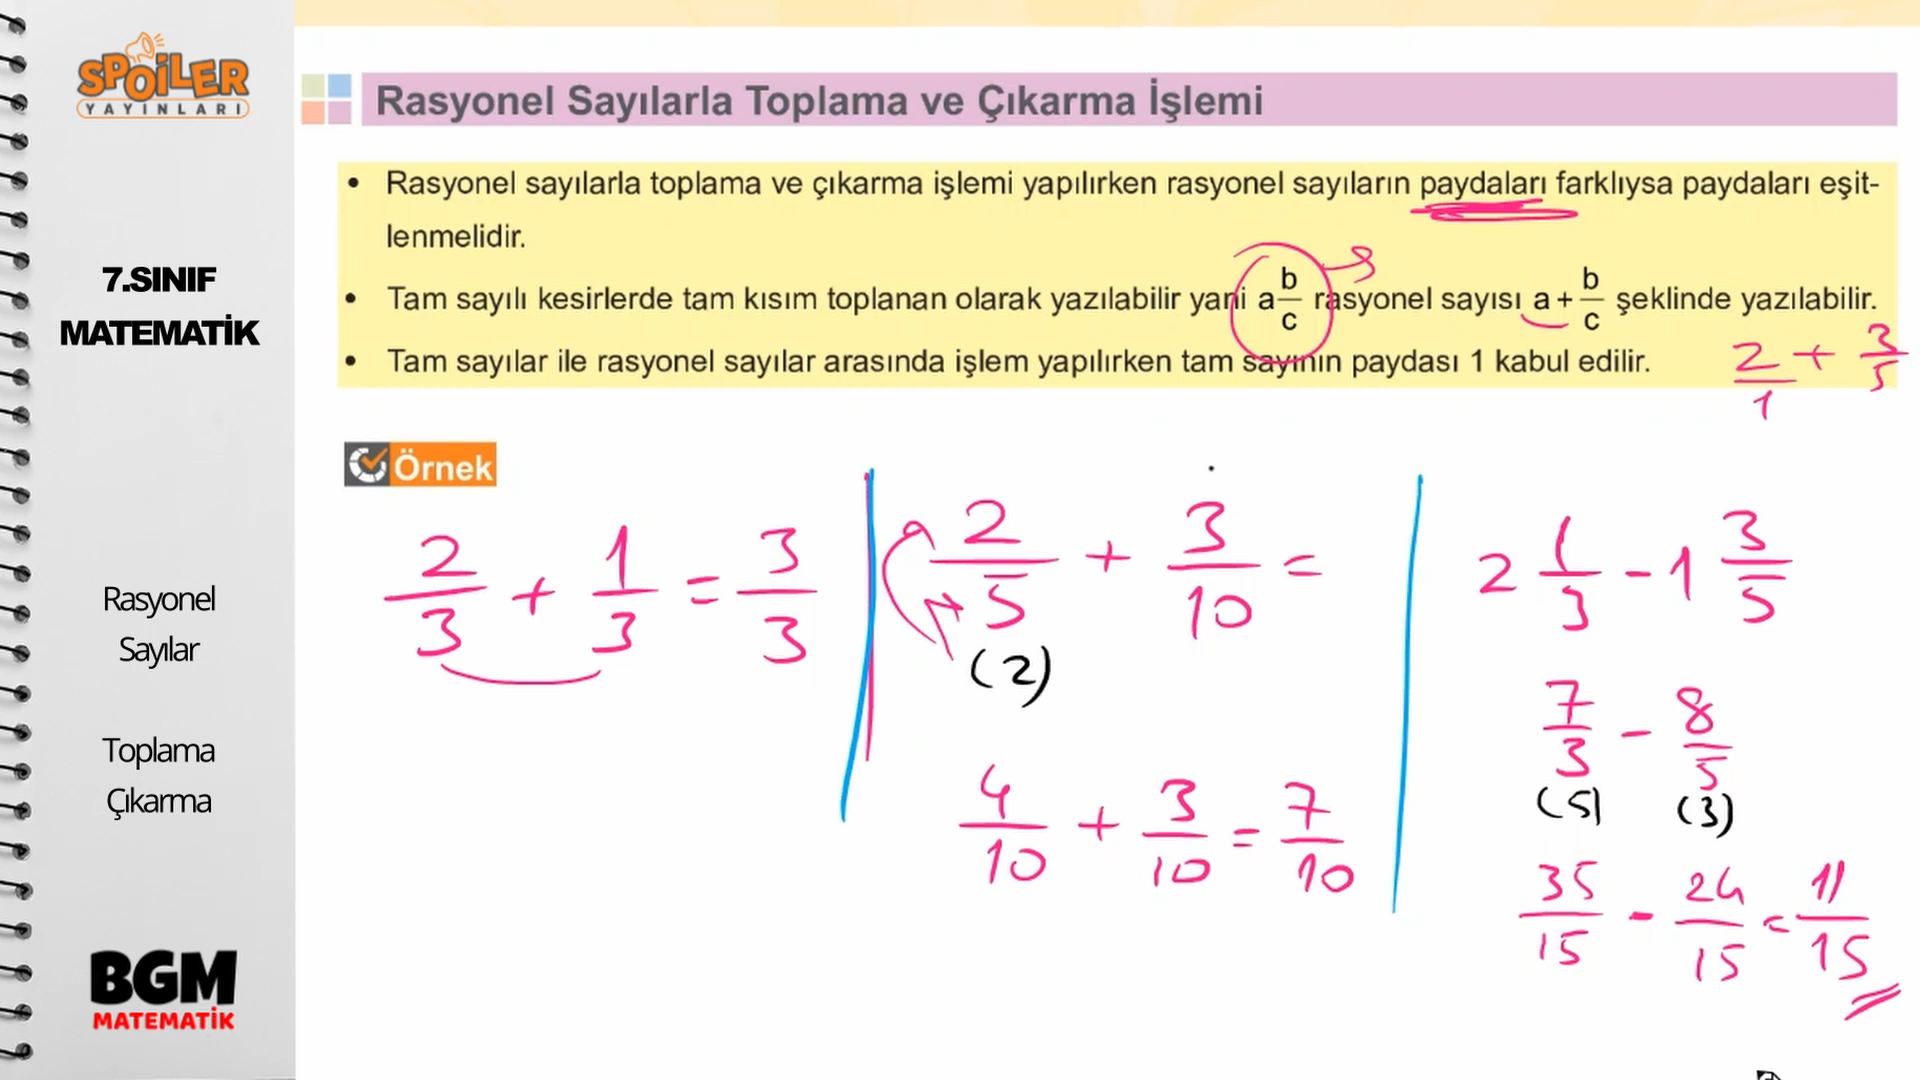 SPOiLER
YAYINLARI
7.SINIF
MATEMATİK
Rasyonel
Sayılar
Toplama
Çıkarma
BGM
MATEMATİK
Rasyonel Sayılarla Toplama ve Çıkarma İşlemi
• Rasyonel sayılarla toplama ve çıkarma işlemi yapılırken rasyonel sayıların paydaları farklıysa paydaları eşit-
lenmelidir.
• Tam sayılı kesirlerde tam kısım toplanan olarak yazılabilir yani a b/c rasyonel sayısı a + b/c şeklinde yazılabilir.
• Tam sayılar ile rasyonel sayılar arasında işlem yapılırken tam sayının paydası 1 kabul edilir.
2/1 + 3/5
Örnek
2/3 + 1/3 = 3/3
2/5 + 3/10 =
(2)
4/10 + 3/10 = 7/10
2 1/3 - 1 3/5
7/3 - 8/5
(5) (3)
35/15 - 24/15 = 11/15